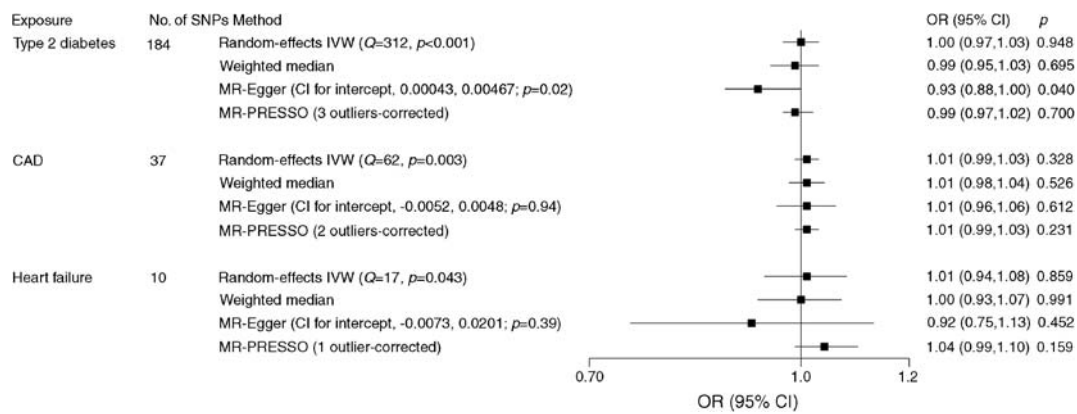 Exposure No. of SNPs Method OR (95% CI) p
Type 2 diabetes 184 Random-effects IVW (Q=312, p<0.001) 1.00 (0.97,1.03) 0.948
Weighted median 0.99 (0.95,1.03) 0.695
MR-Egger (CI for intercept, 0.00043, 0.00467; p=0.02) 0.93 (0.88,1.00) 0.040
MR-PRESSO (3 outliers-corrected) 0.99 (0.97,1.02) 0.700
CAD 37 Random-effects IVW (Q=62, p=0.003) 1.01 (0.99,1.03) 0.328
Weighted median 1.01 (0.98,1.04) 0.526
MR-Egger (CI for intercept, -0.0052, 0.0048; p=0.94) 1.01 (0.96,1.06) 0.612
MR-PRESSO (2 outliers-corrected) 1.01 (0.99,1.03) 0.231
Heart failure 10 Random-effects IVW (Q=17, p=0.043) 1.01 (0.94,1.08) 0.859
Weighted median 1.00 (0.93,1.07) 0.991
MR-Egger (CI for intercept, -0.0073, 0.0201; p=0.39) 0.92 (0.75,1.13) 0.452
MR-PRESSO (1 outlier-corrected) 1.04 (0.99,1.10) 0.159
0.70 1.0 1.2
OR (95% CI)